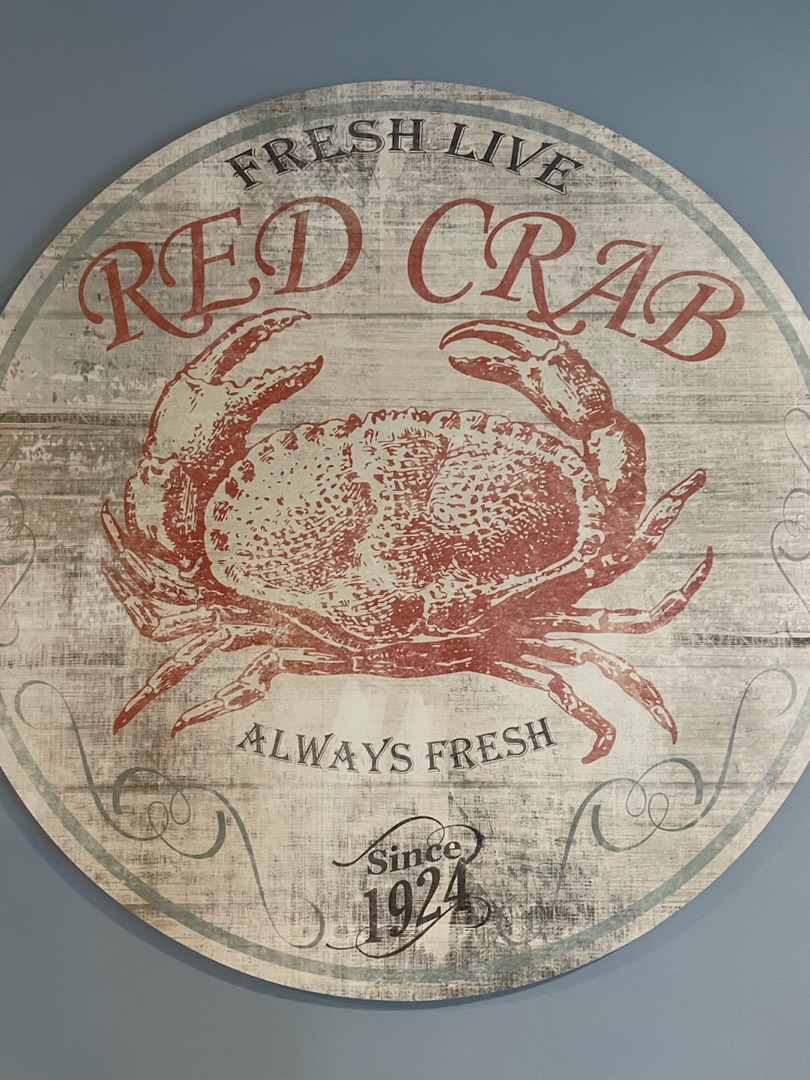 FRESH LIVE
RED CRAB
ALWAYS FRESH
Since
1924